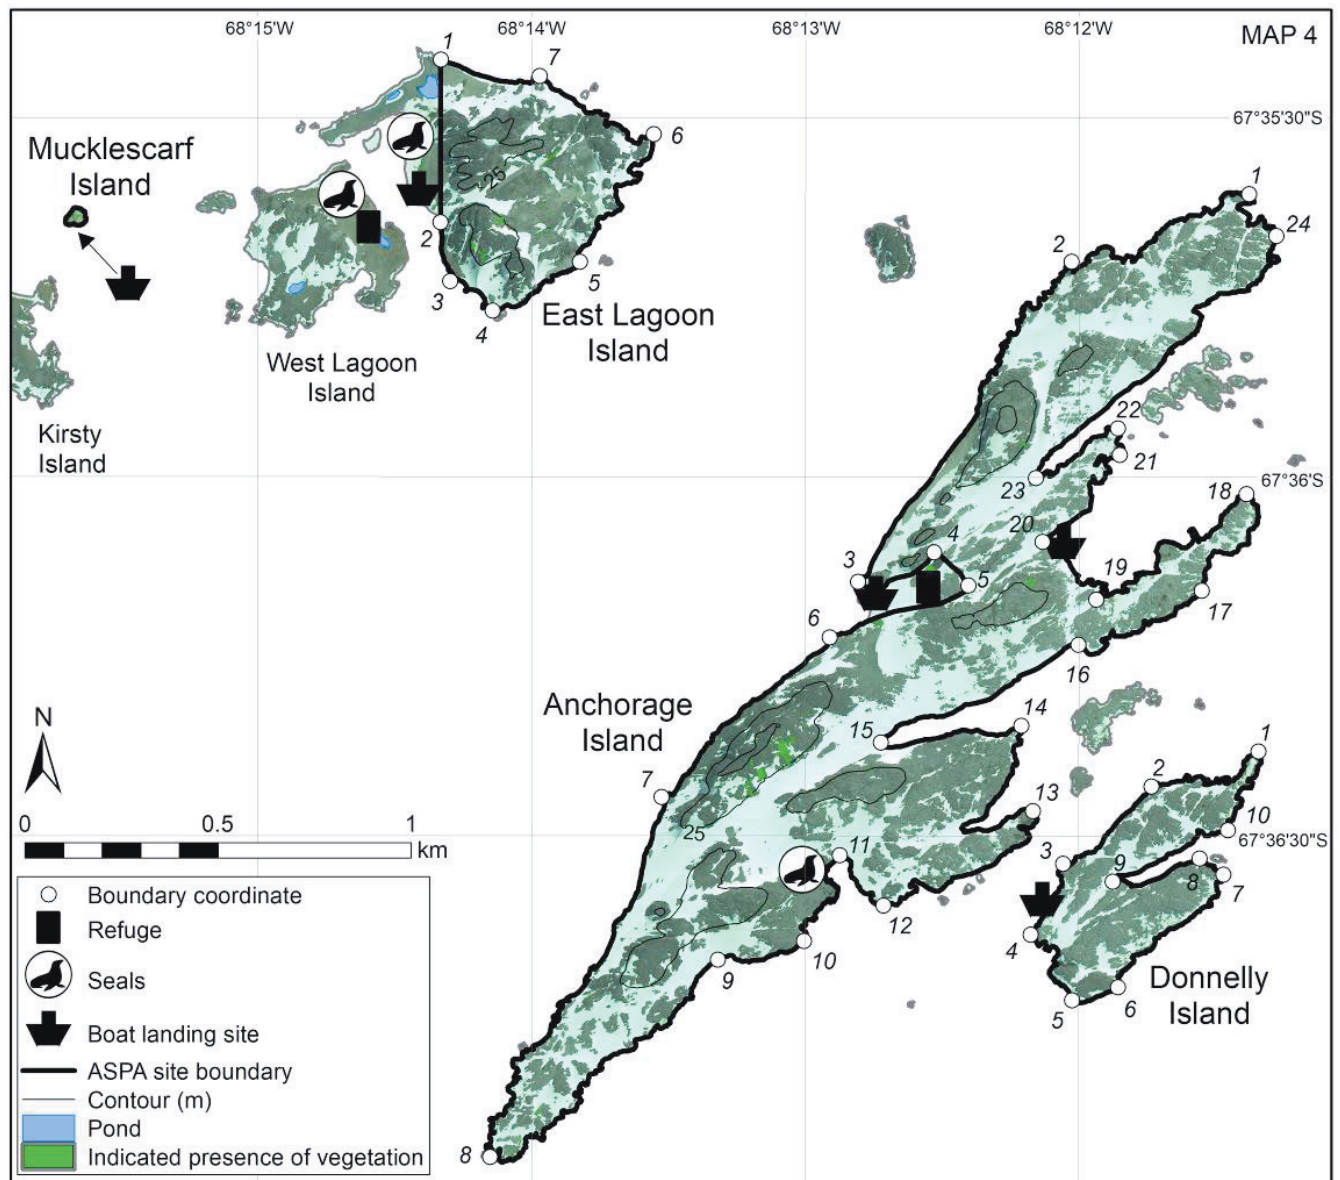 68°15'W 68°14'W 68°13'W 68°12'W MAP 4
1
7
67°35'30"S
6
Mucklescarf
Island
25
1
2
24
2
5
3
4
East Lagoon
Island
West Lagoon
Island
22
Kirsty
Island
21
23
67°36'S
18
20
4
3
5
19
17
6
16
Anchorage
Island
14
15
1
N
7
2
13
10
0 0.5 1
km
25
67°36'30"S
11
3
9
8
7
12
4
10
9
Donnelly
Island
5
6
8
Boundary coordinate
Refuge
Seals
Boat landing site
ASPA site boundary
Contour (m)
Pond
Indicated presence of vegetation